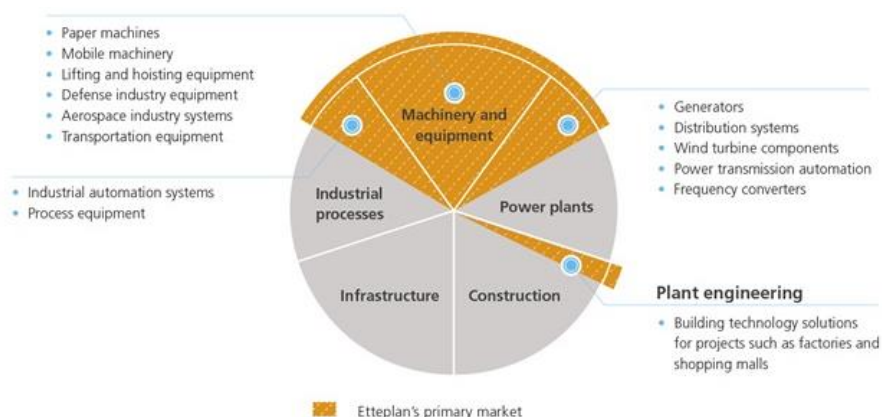 Paper machines
Mobile machinery
Lifting and hoisting equipment
Defense industry equipment
Aerospace industry systems
Transportation equipment
Industrial automation systems
Process equipment
Machinery and
equipment
Generators
Distribution systems
Wind turbine components
Power transmission automation
Frequency converters
Industrial
processes
Power plants
Infrastructure
Construction
Plant engineering
Building technology solutions
for projects such as factories and
shopping malls
Etteplan's primary market